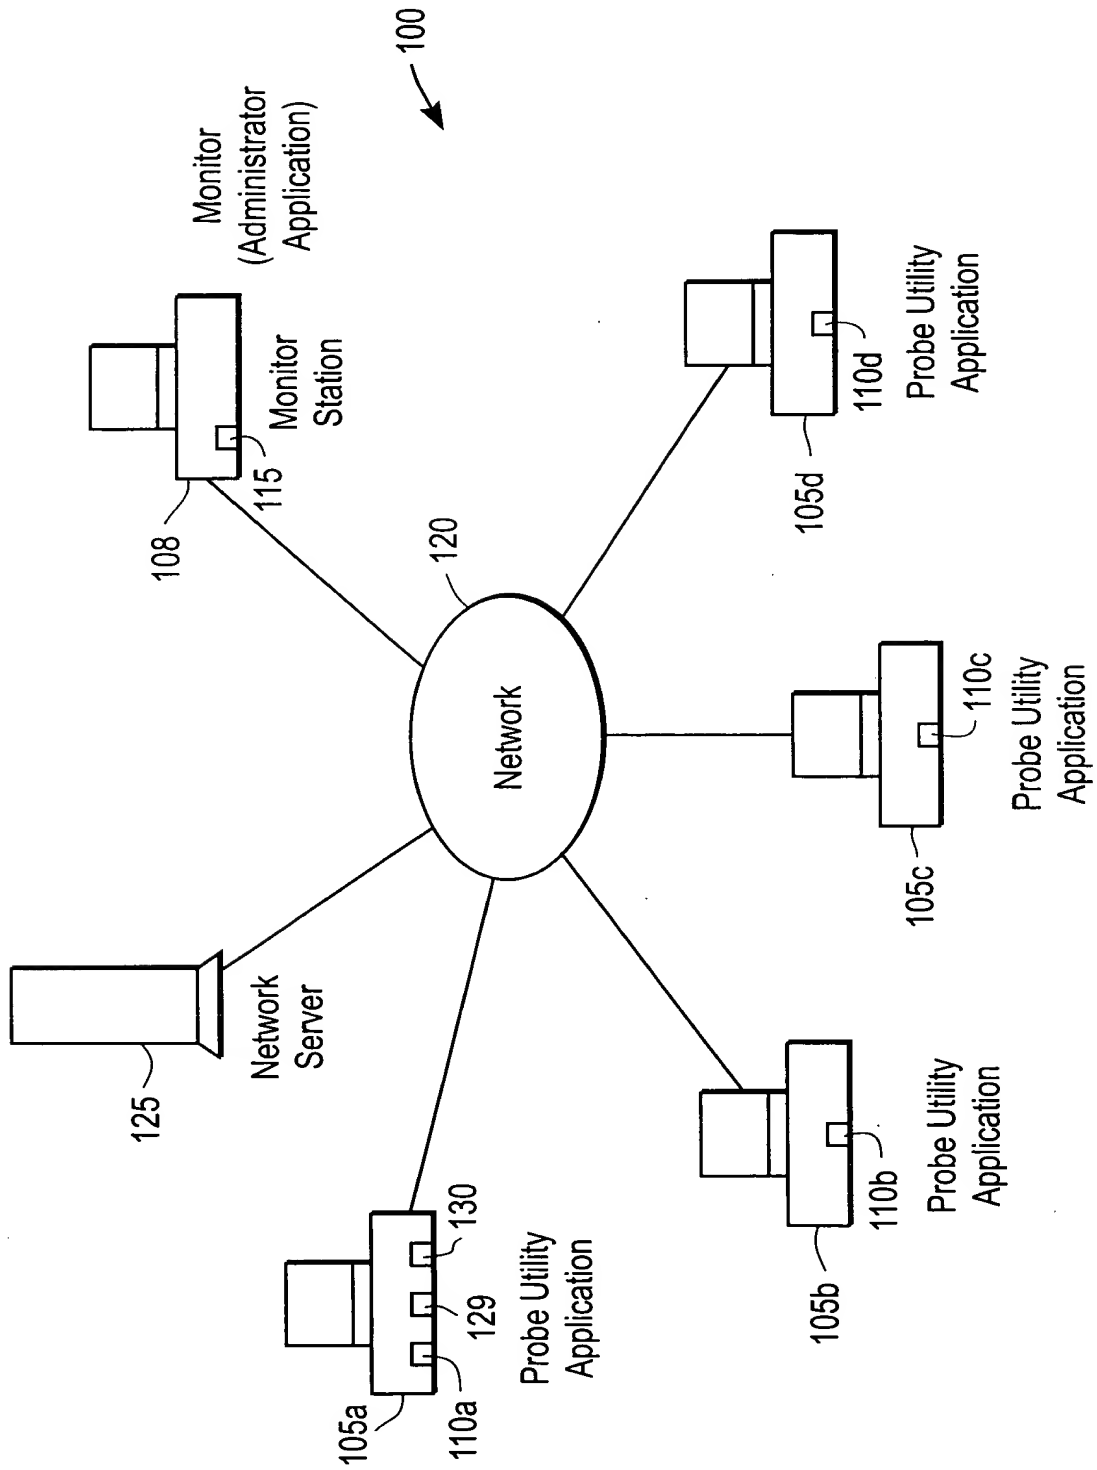 100
Monitor
(Administrator
Application)
108
115
Monitor
Station
125
Network
Server
120
Network
105a
110a
129
130
Probe Utility
Application
105b
110b
Probe Utility
Application
105c
110c
Probe Utility
Application
105d
110d
Probe Utility
Application